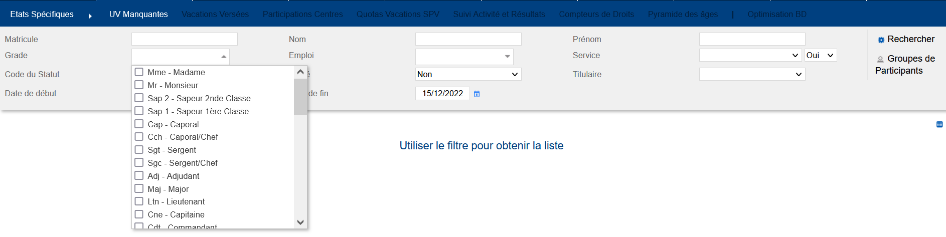 Etats Spécifiques UV Manquantes Vacations Versées Participations Centres Quotas Vacations SPV Suivi Activité et Résultats Compteurs de Droits Pyramide des âges | Optimisation BG
Matricule Nom Prénom Rechercher
Grade Emploi Service Oui
Groupes de Participants
Code du Statut Non Titulaire
Date de débul de fin 15/12/2022
Mme - Madame
Mr - Monsieur
Sap 2 - Sapeur 2nde Classe
Sap 1 - Sapeur 1ère Classe
Cap - Caporal
Cch - Caporal/Chef
Sgt - Sergent
Sgc - Sergent/Chef
Adj - Adjudant
Maj - Major
Ltn - Lieutenant
Cne - Capitaine
Cdt - Commandant
Utiliser le filtre pour obtenir la liste